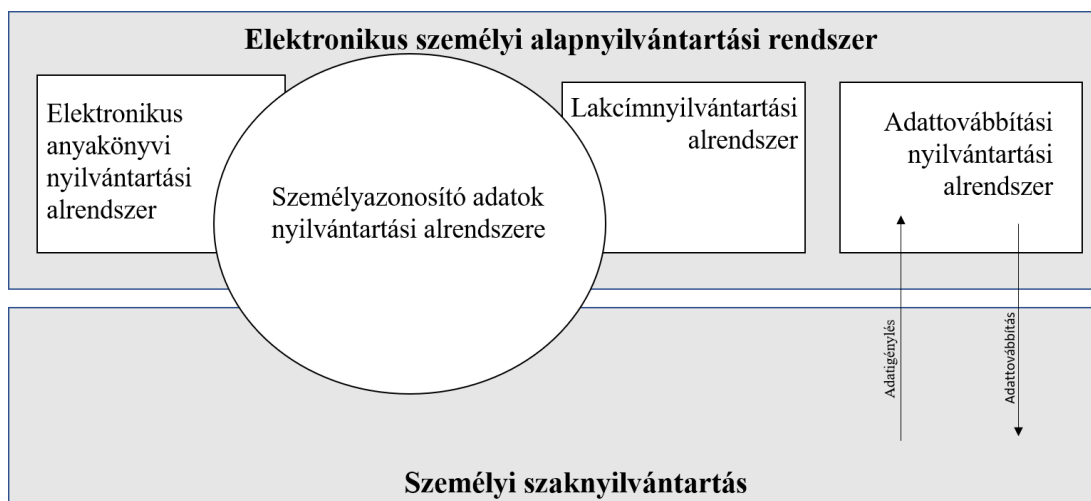 Elektronikus személyi alapnyilvántartási rendszer
Elektronikus
anyakönyvi
nyilvántartási
alrendszer
Személyazonosító adatok
nyilvántartási alrendszere
Lakcímnyilvántartási
alrendszer
Adattovábbítási
nyilvántartási
alrendszer
Adatigénylés
Adattovábbítás
Személyi szaknyilvántartás